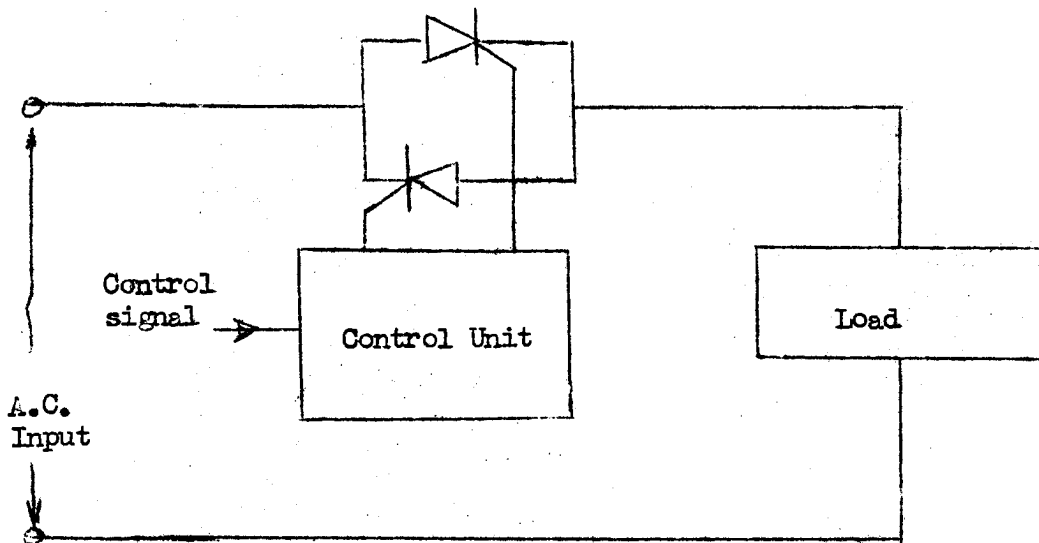 Control
signal
Control Unit
Load
A.C.
Input